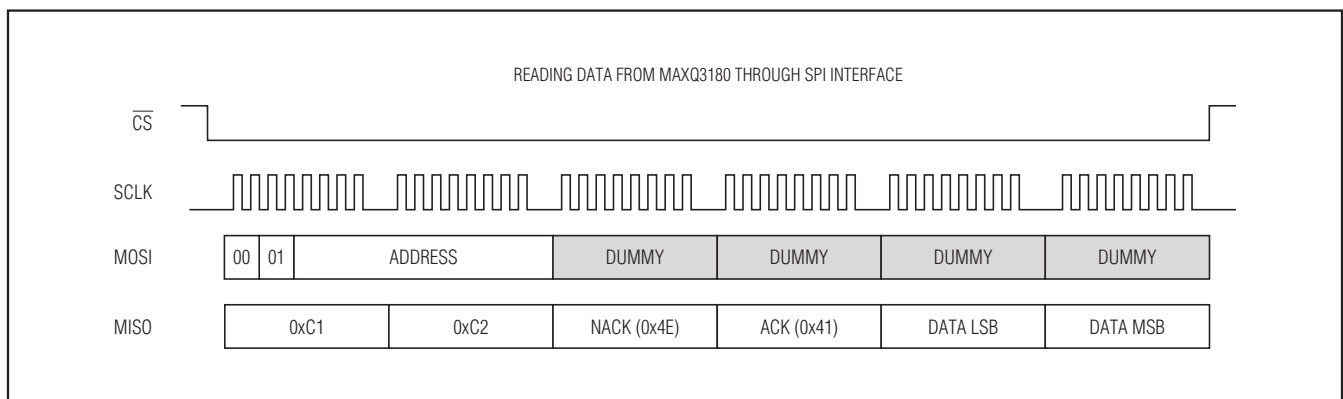 READING DATA FROM MAXQ3180 THROUGH SPI INTERFACE
CS
SCLK
MOSI 00 01 ADDRESS DUMMY DUMMY DUMMY DUMMY
MISO 0xC1 0xC2 NACK (0x4E) ACK (0x41) DATA LSB DATA MSB